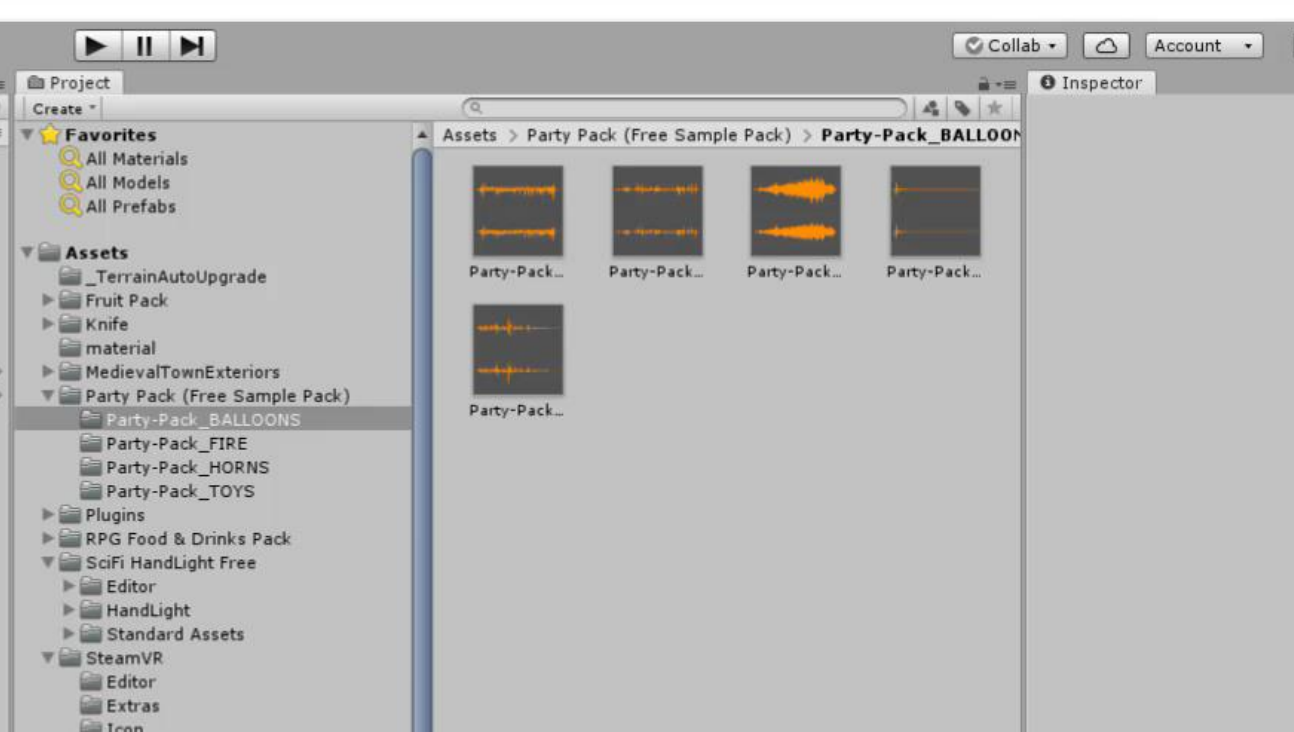 Collab
Account
Project
Inspector
Create
Favorites
All Materials
All Models
All Prefabs
Assets
_TerrainAutoUpgrade
Fruit Pack
Knife
material
MedievalTownExteriors
Party Pack (Free Sample Pack)
Party-Pack_BALLOONS
Party-Pack_FIRE
Party-Pack_HORNS
Party-Pack_TOYS
Plugins
RPG Food & Drinks Pack
SciFi HandLight Free
Editor
HandLight
Standard Assets
SteamVR
Editor
Extras
Icon
Assets > Party Pack (Free Sample Pack) > Party-Pack_BALLOON
Party-Pack...
Party-Pack...
Party-Pack...
Party-Pack...
Party-Pack...